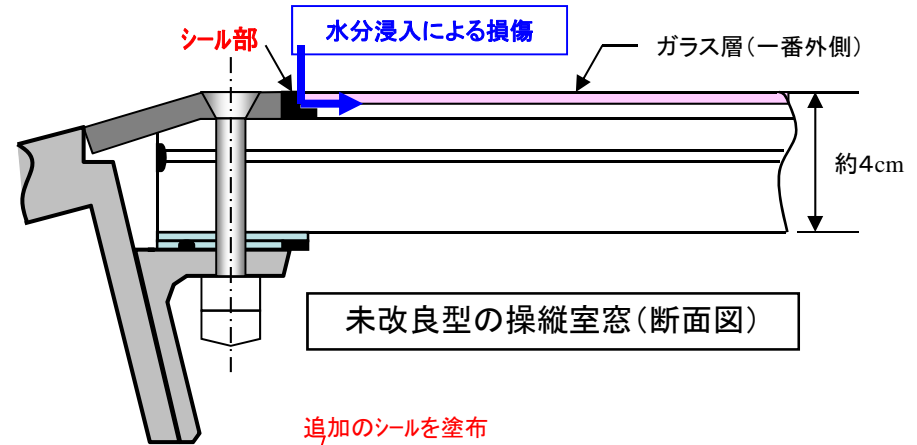 シール部
水分浸入による損傷
ガラス層(一番外側)
約4cm
未改良型の操縦室窓(断面図)
追加のシールを塗布